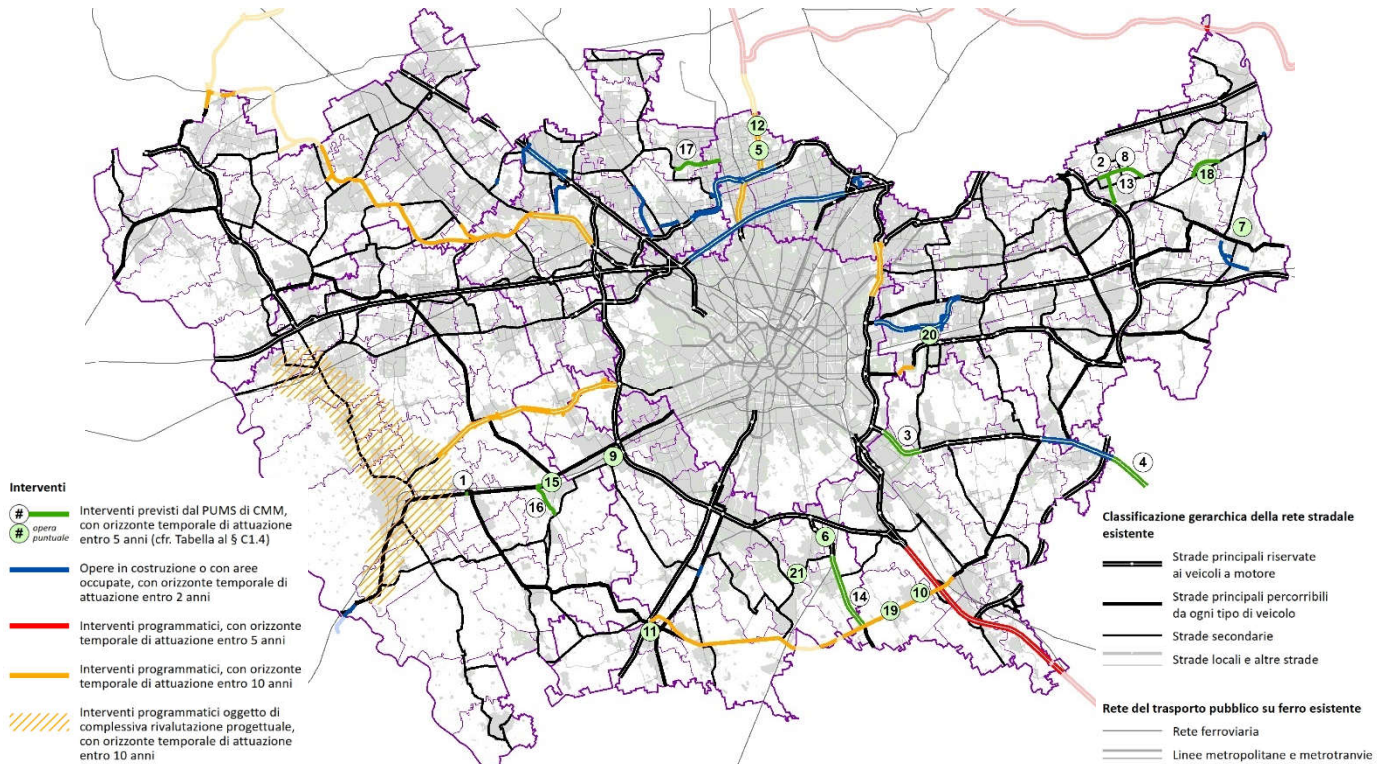 12
5
17
2
8
13
18
7
20
3
4
9
1
15
16
6
21
14
10
19
11
Interventi
#
Interventi previsti dal PUMS di CMM,
# opera puntuale
con orizzonte temporale di attuazione
entro 5 anni (cfr. Tabella al § C1.4)
Opere in costruzione o con aree
occupate, con orizzonte temporale di
attuazione entro 2 anni
Interventi programmatici, con orizzonte
temporale di attuazione entro 5 anni
Interventi programmatici, con orizzonte
temporale di attuazione entro 10 anni
Interventi programmatici oggetto di
complessiva rivalutazione progettuale,
con orizzonte temporale di attuazione
entro 10 anni
Classificazione gerarchica della rete stradale
esistente
Strade principali riservate
ai veicoli a motore
Strade principali percorribili
da ogni tipo di veicolo
Strade secondarie
Strade locali e altre strade
Rete del trasporto pubblico su ferro esistente
Rete ferroviaria
Linee metropolitane e metrotranvie